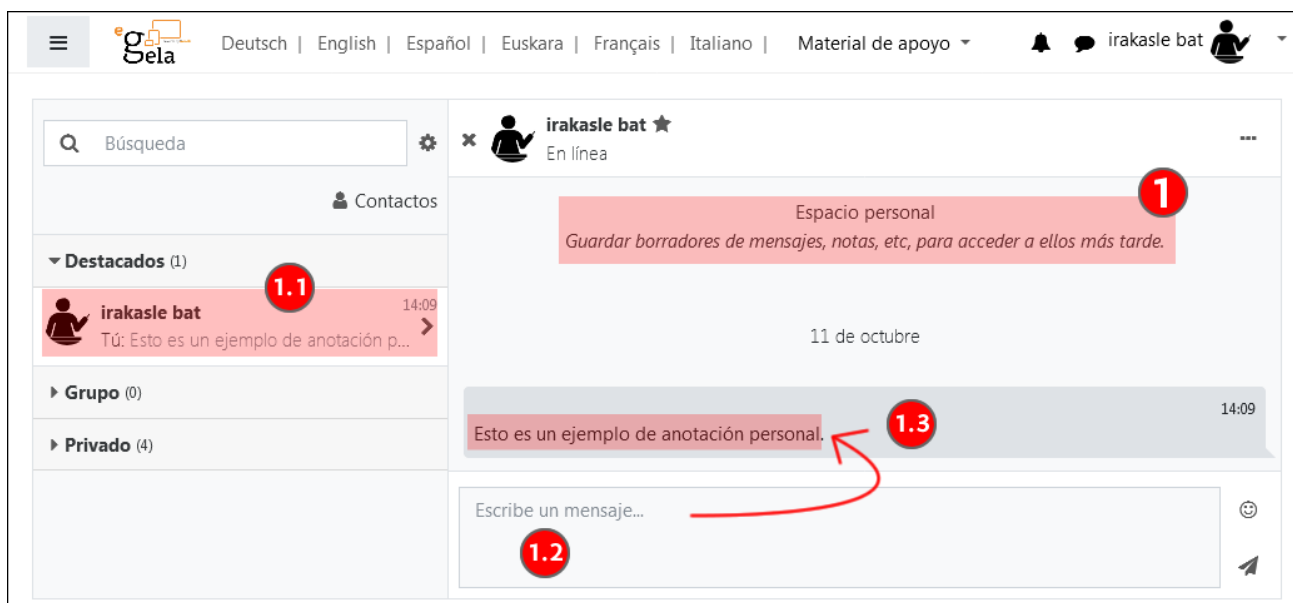 eGela
Deutsch | English | Español | Euskara | Français | Italiano | Material de apoyo irakasle bat
Búsqueda
Contactos
Destacados (1)
1.1
irakasle bat 14:09
Tú: Esto es un ejemplo de anotación p...
Grupo (0)
Privado (4)
irakasle bat
En línea
1
Espacio personal
Guardar borradores de mensajes, notas, etc, para acceder a ellos más tarde.
11 de octubre
14:09
Esto es un ejemplo de anotación personal.
1.3
Escribe un mensaje...
1.2